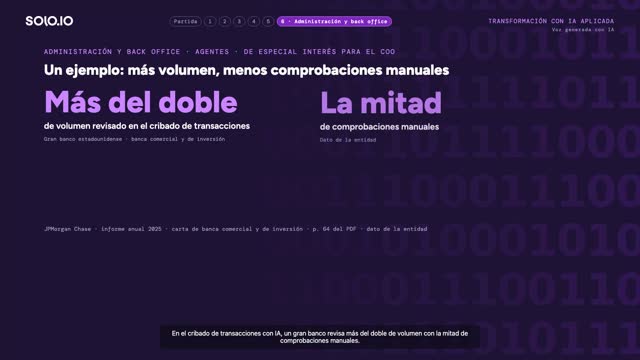 SOLO.IO
Partida 1 2 3 4 5 6 · Administración y back office
TRANSFORMACIÓN CON IA APLICADA
Voz generada con IA
ADMINISTRACIÓN Y BACK OFFICE · AGENTES · DE ESPECIAL INTERÉS PARA EL COO
Un ejemplo: más volumen, menos comprobaciones manuales
Más del doble
de volumen revisado en el cribado de transacciones
Gran banco estadounidense · banca comercial y de inversión
La mitad
de comprobaciones manuales
Dato de la entidad
JPMorgan Chase · informe anual 2025 · carta de banca comercial y de inversión · p. 64 del PDF · dato de la entidad
En el cribado de transacciones con IA, un gran banco revisa más del doble de volumen con la mitad de
comprobaciones manuales.